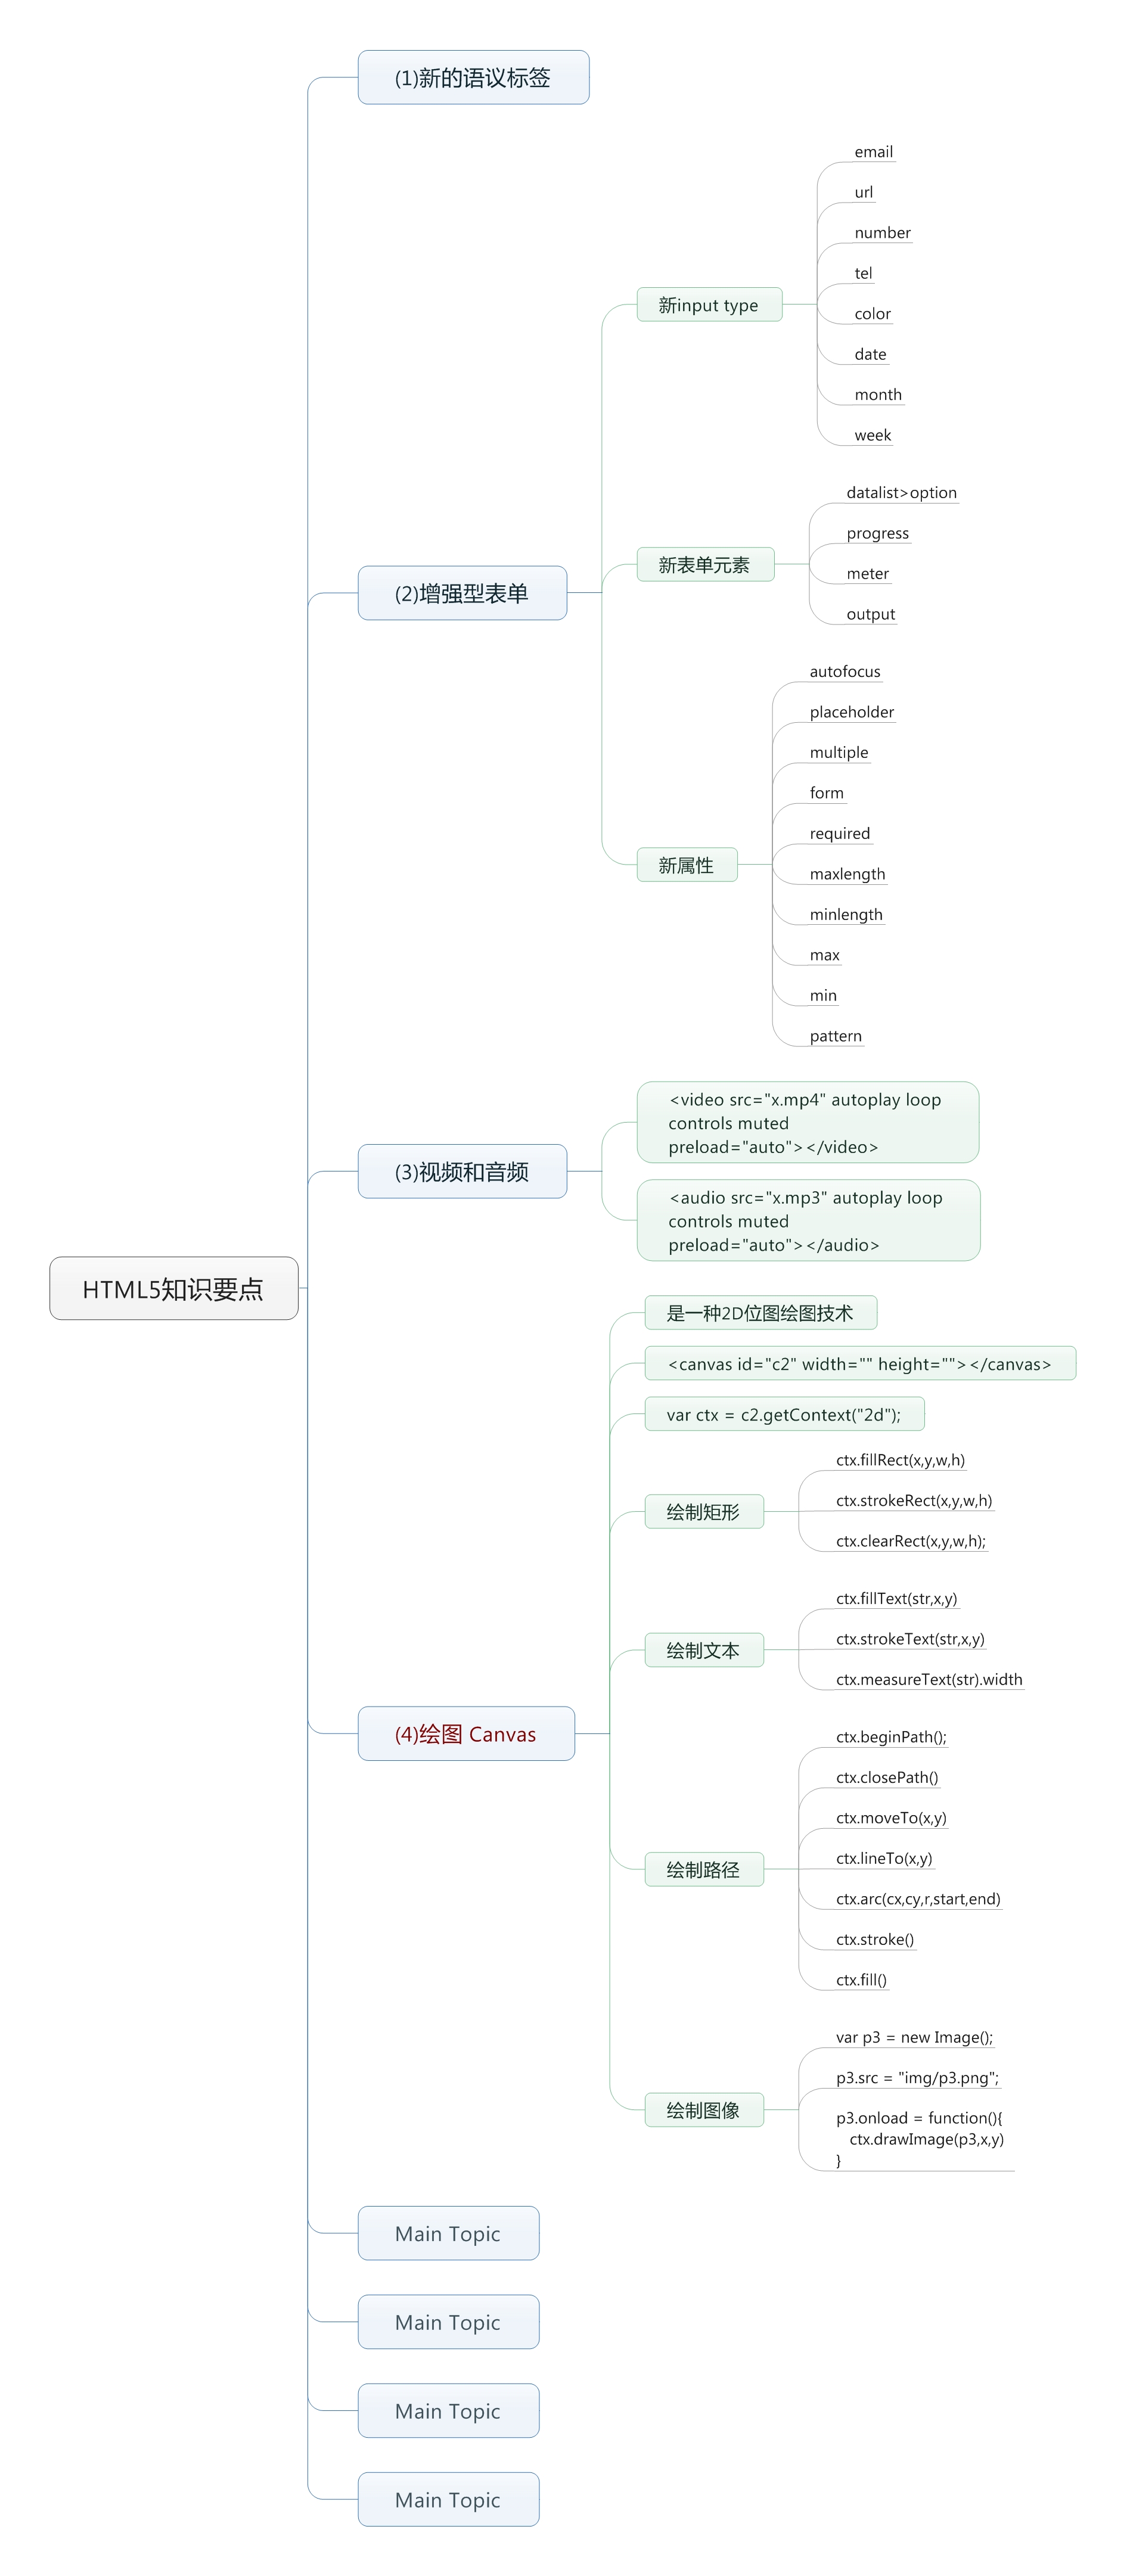 HTML5知识要点
(1)新的语议标签
(2)增强型表单
新input type
email
url
number
tel
color
date
month
week
新表单元素
datalist>option
progress
meter
output
新属性
autofocus
placeholder
multiple
form
required
maxlength
minlength
max
min
pattern
(3)视频和音频
<video src="x.mp4" autoplay loop
controls muted
preload="auto"></video>
<audio src="x.mp3" autoplay loop
controls muted
preload="auto"></audio>
(4)绘图 Canvas
是一种2D位图绘图技术
<canvas id="c2" width="" height=""></canvas>
var ctx = c2.getContext("2d");
绘制矩形
ctx.fillRect(x,y,w,h)
ctx.strokeRect(x,y,w,h)
ctx.clearRect(x,y,w,h);
绘制文本
ctx.fillText(str,x,y)
ctx.strokeText(str,x,y)
ctx.measureText(str).width
绘制路径
ctx.beginPath();
ctx.closePath()
ctx.moveTo(x,y)
ctx.lineTo(x,y)
ctx.arc(cx,cy,r,start,end)
ctx.stroke()
ctx.fill()
绘制图像
var p3 = new Image();
p3.src = "img/p3.png";
p3.onload = function(){
ctx.drawImage(p3,x,y)
}
Main Topic
Main Topic
Main Topic
Main Topic